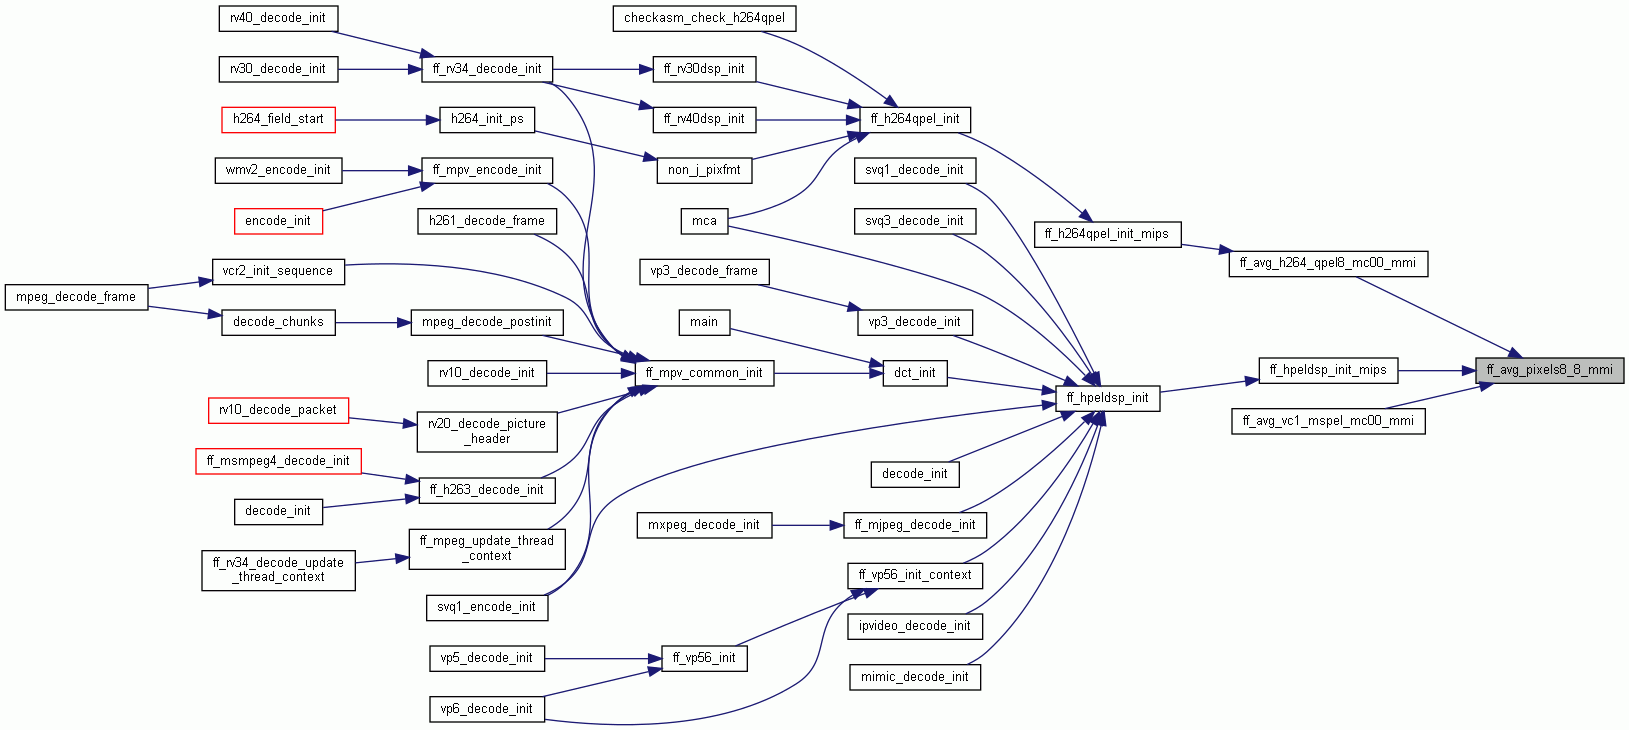 rv40_decode_init
checkasm_check_h264qpel
rv30_decode_init
ff_rv34_decode_init
ff_rv30dsp_init
h264_field_start
h264_init_ps
ff_rv40dsp_init
ff_h264qpel_init
wmv2_encode_init
ff_mpv_encode_init
non_j_pixfmt
svq1_decode_init
encode_init
h261_decode_frame
mca
svq3_decode_init
ff_h264qpel_init_mips
vcr2_init_sequence
vp3_decode_frame
ff_avg_h264_qpel8_mc00_mmi
mpeg_decode_frame
decode_chunks
mpeg_decode_postinit
main
vp3_decode_init
rv10_decode_init
ff_mpv_common_init
dct_init
ff_hpeldsp_init_mips
ff_avg_pixels8_8_mmi
ff_hpeldsp_init
rv10_decode_packet
rv20_decode_picture
_header
ff_avg_vc1_mspel_mc00_mmi
ff_msmpeg4_decode_init
decode_init
ff_h263_decode_init
decode_init
mxpeg_decode_init
ff_mjpeg_decode_init
ff_mpeg_update_thread
_context
ff_rv34_decode_update
_thread_context
ff_vp56_init_context
svq1_encode_init
ipvideo_decode_init
vp5_decode_init
ff_vp56_init
mimic_decode_init
vp6_decode_init